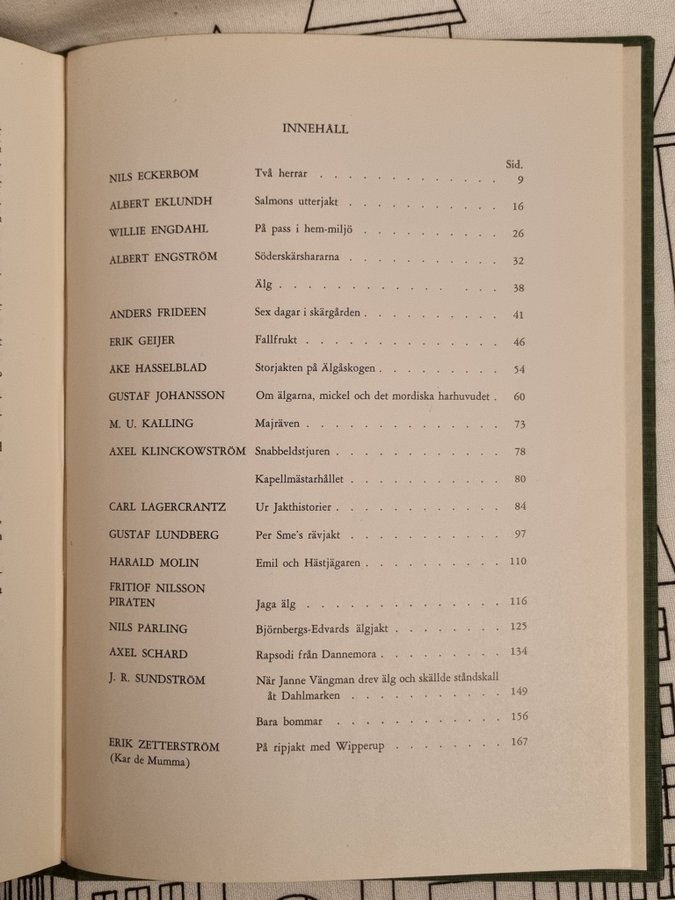 INNEHALL
Sid.
NILS ECKERBOM Två herrar . . . . . . . . . . . . . 9
ALBERT EKLUNDH Salmons utterjakt . . . . . . . . . . . 16
WILLIE ENGDAHL På pass i hem-miljö . . . . . . . . . . 26
ALBERT ENGSTRÖM Söderskärshararna . . . . . . . . . . . 32
Älg . . . . . . . . . . . . . . 38
ANDERS FRIDEEN Sex dagar i skärgården . . . . . . . . . . 41
ERIK GEIJER Fallfrukt . . . . . . . . . . . . . . 46
AKE HASSELBLAD Storjakten på Älgåskogen . . . . . . . . . 54
GUSTAF JOHANSSON Om älgarna, mickel och det mordiska harhuvudet . 60
M. U. KALLING Majräven . . . . . . . . . . . . . . 73
AXEL KLINCKOWSTRÖM Snabbeldstjuren . . . . . . . . . . . . 78
Kapellmästarhållet . . . . . . . . . . . 80
CARL LAGERCRANTZ Ur Jakthistorier . . . . . . . . . . . . 84
GUSTAF LUNDBERG Per Sme's rävjakt . . . . . . . . . . . 97
HARALD MOLIN Emil och Hästjägaren . . . . . . . . . . 110
FRITIOF NILSSON
PIRATEN Jaga älg . . . . . . . . . . . . . . 116
NILS PARLING Björnbergs-Edvards älgjakt . . . . . . . . 125
AXEL SCHARD Rapsodi från Dannemora . . . . . . . . . 134
J. R. SUNDSTRÖM När Janne Vängman drev älg och skällde ståndskall
åt Dahlmarken . . . . . . . . . . . 149
Bara bommar . . . . . . . . . . . . 156
ERIK ZETTERSTRÖM På ripjakt med Wipperup . . . . . . . . 167
(Kar de Mumma)